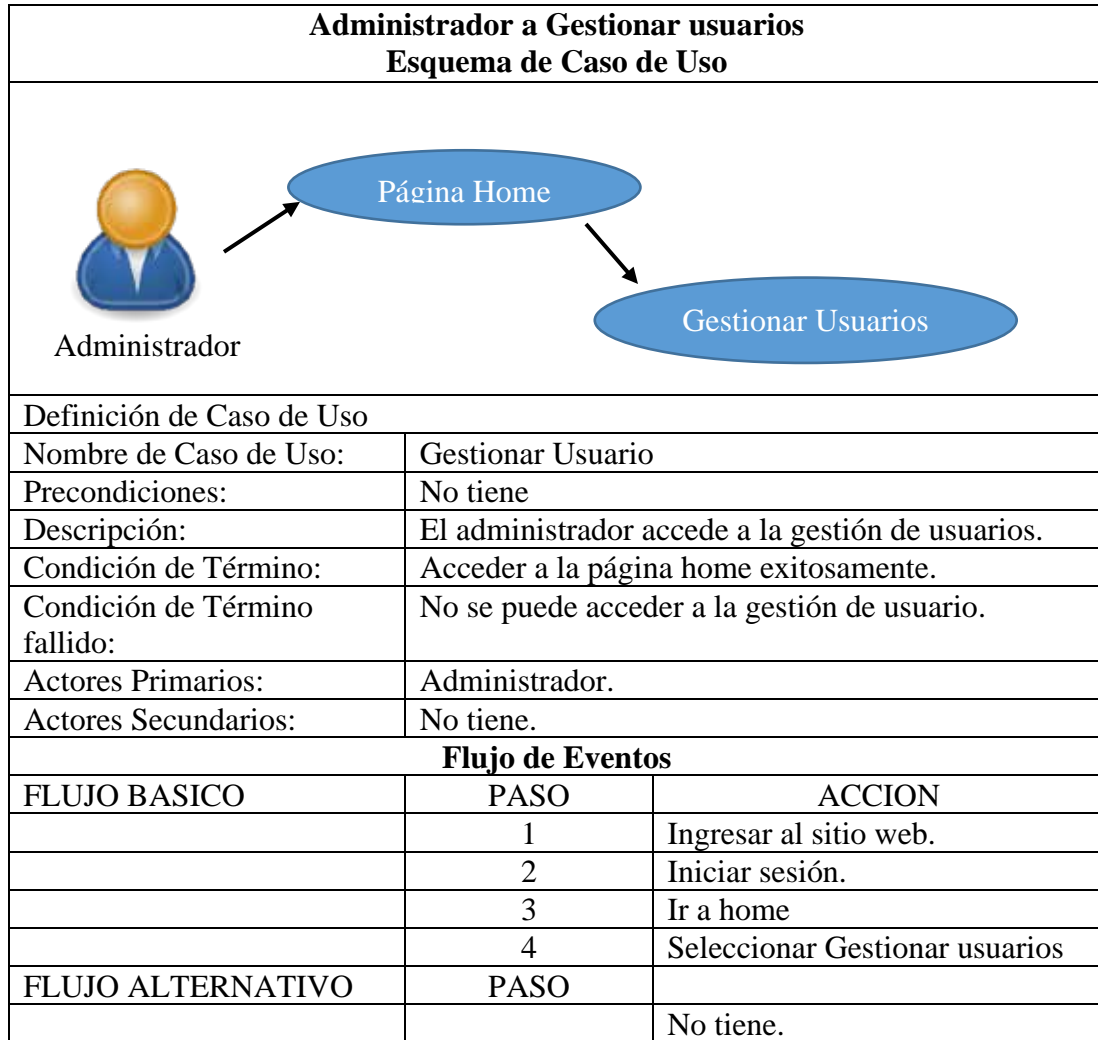 Administrador a Gestionar usuarios
Esquema de Caso de Uso
Página Home
Gestionar Usuarios
Administrador
Definición de Caso de Uso
Nombre de Caso de Uso: Gestionar Usuario
Precondiciones: No tiene
Descripción: El administrador accede a la gestión de usuarios.
Condición de Término: Acceder a la página home exitosamente.
Condición de Término No se puede acceder a la gestión de usuario.
fallido:
Actores Primarios: Administrador.
Actores Secundarios: No tiene.
Flujo de Eventos
FLUJO BASICO PASO ACCION
1 Ingresar al sitio web.
2 Iniciar sesión.
3 Ir a home
4 Seleccionar Gestionar usuarios
FLUJO ALTERNATIVO PASO
No tiene.